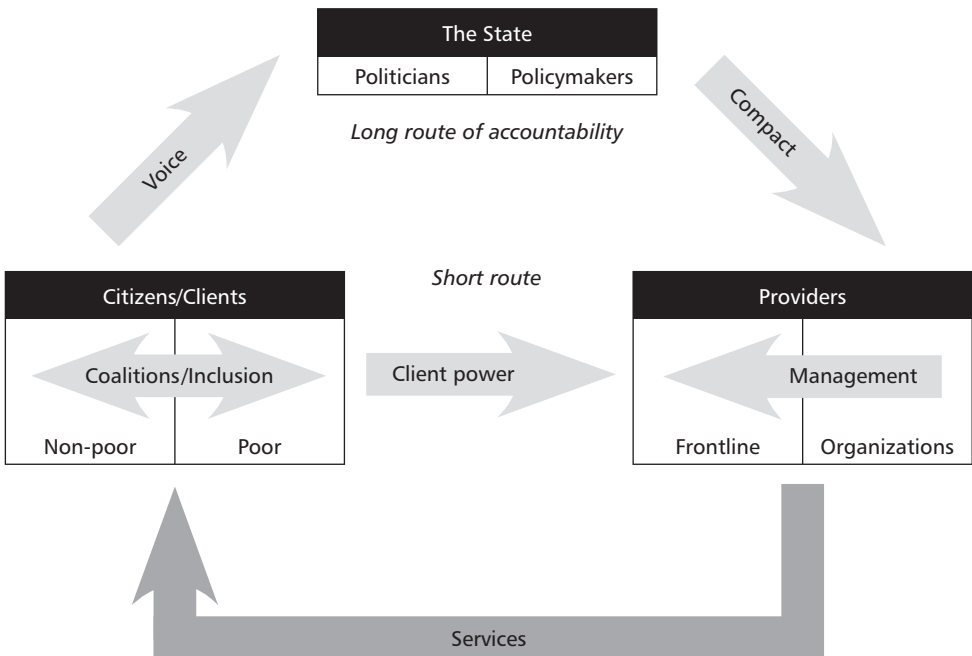 The State
Politicians
Policymakers
Long route of accountability
Voice
Compact
Short route
Citizens/Clients
Coalitions/Inclusion
Non-poor
Poor
Client power
Providers
Management
Frontline
Organizations
Services